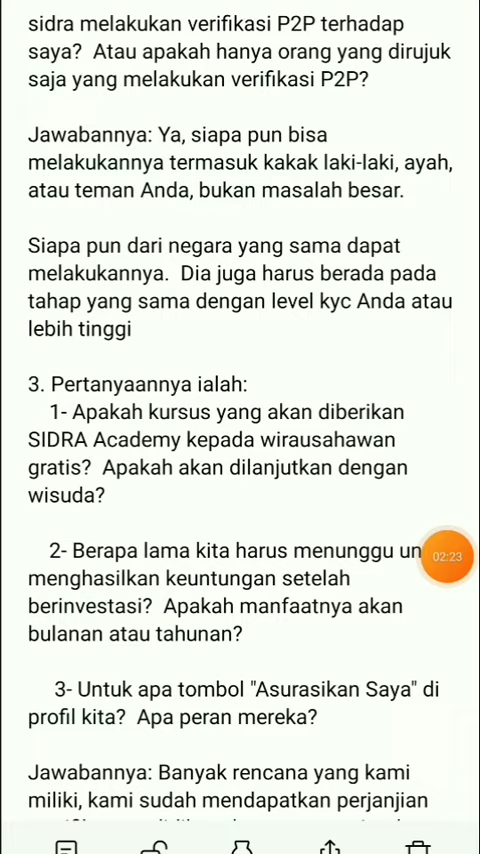 sidra melakukan verifikasi P2P terhadap
saya? Atau apakah hanya orang yang dirujuk
saja yang melakukan verifikasi P2P?
Jawabannya: Ya, siapa pun bisa
melakukannya termasuk kakak laki-laki, ayah,
atau teman Anda, bukan masalah besar.
Siapa pun dari negara yang sama dapat
melakukannya. Dia juga harus berada pada
tahap yang sama dengan level kyc Anda atau
lebih tinggi
3. Pertanyaannya ialah:
1- Apakah kursus yang akan diberikan
SIDRA Academy kepada wirausahawan
gratis? Apakah akan dilanjutkan dengan
wisuda?
2- Berapa lama kita harus menunggu un
02:23
menghasilkan keuntungan setelah
berinvestasi? Apakah manfaatnya akan
bulanan atau tahunan?
3- Untuk apa tombol "Asurasikan Saya" di
profil kita? Apa peran mereka?
Jawabannya: Banyak rencana yang kami
miliki, kami sudah mendapatkan perjanjian